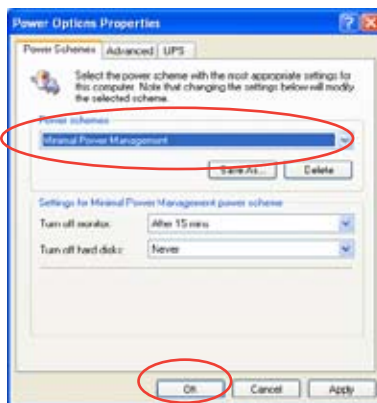 Power Options Properties
Power Schemes Advanced UPS
Select the power scheme with the most appropriate settings for
this computer. Note that changing the settings below will modify
the selected scheme.
Power schemes
Minimal Power Management
Save As... Delete
Settings for Minimal Power Management power scheme
Turn off monitor: After 15 mins
Turn off hard disks: Never
OK Cancel Apply